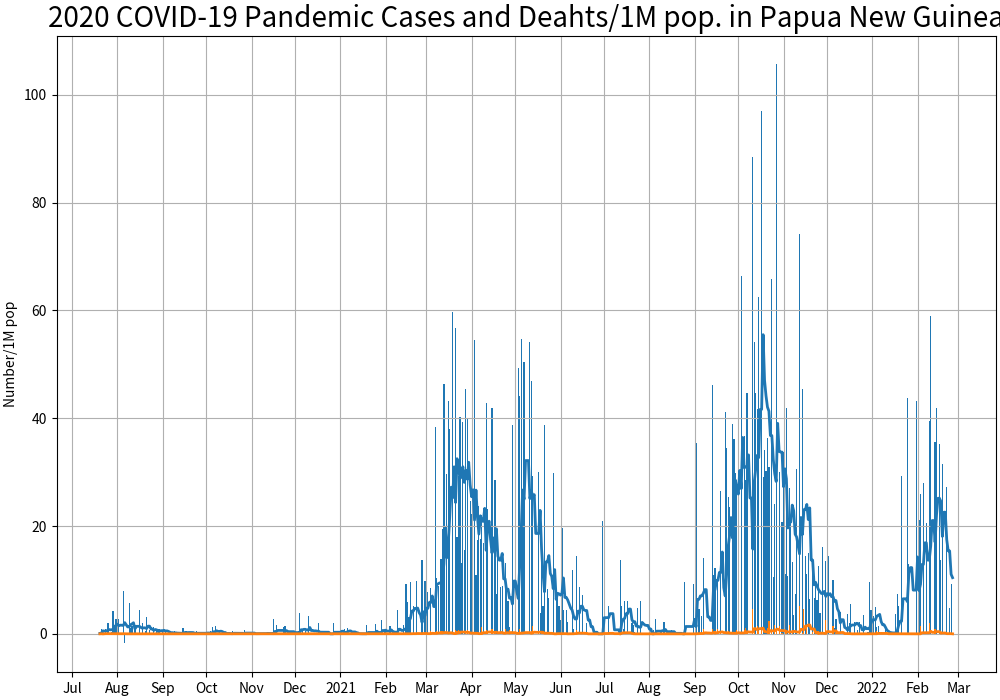 2020 COVID-19 Pandemic Cases and Deahts/1M pop. in Papua New Guinea
Number/1M pop
100
80
60
40
20
0
Jul Aug Sep Oct Nov Dec 2021 Feb Mar Apr May Jun Jul Aug Sep Oct Nov Dec 2022 Feb Mar